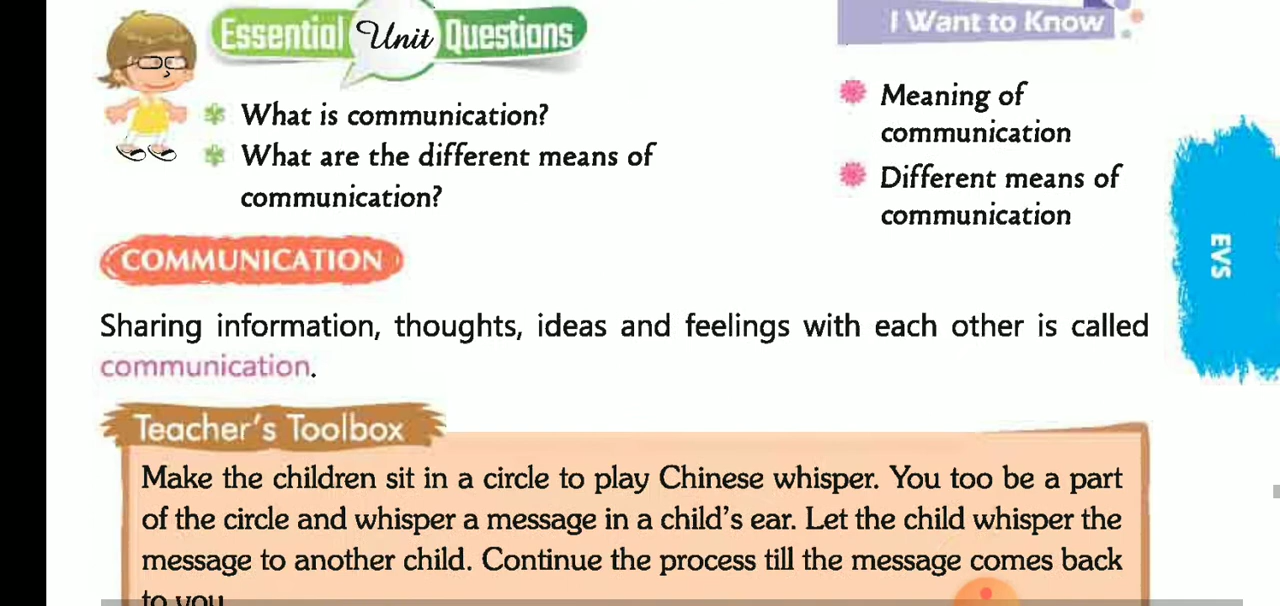 Essential Unit Questions
What is communication?
What are the different means of
communication?
I Want to Know
Meaning of
communication
Different means of
communication
EVS
COMMUNICATION
Sharing information, thoughts, ideas and feelings with each other is called
communication.
Teacher's Toolbox
Make the children sit in a circle to play Chinese whisper. You too be a part
of the circle and whisper a message in a child's ear. Let the child whisper the
message to another child. Continue the process till the message comes back
to you